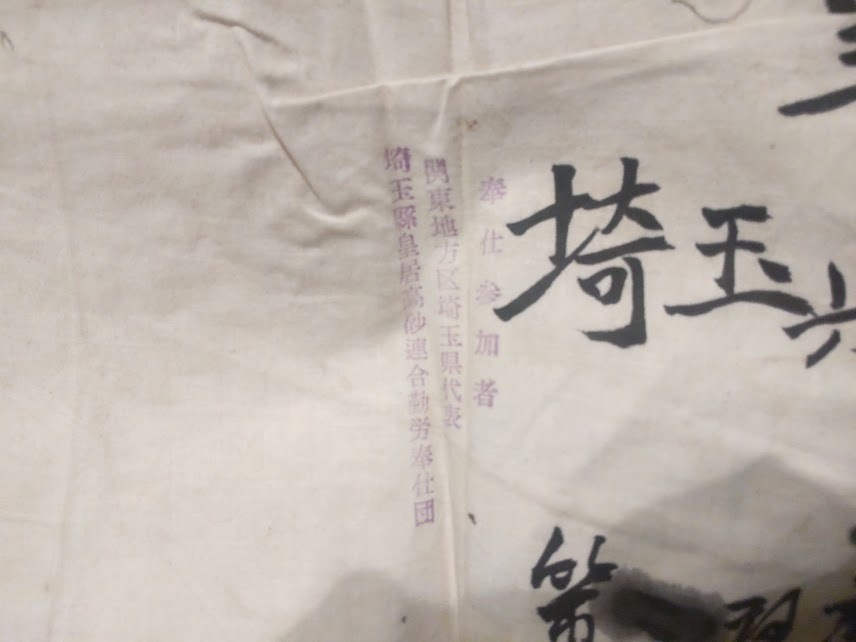 埼玉
第
奉仕参加者
関東地方区埼玉県代表
埼玉縣皇居高砂連合勤労奉仕団